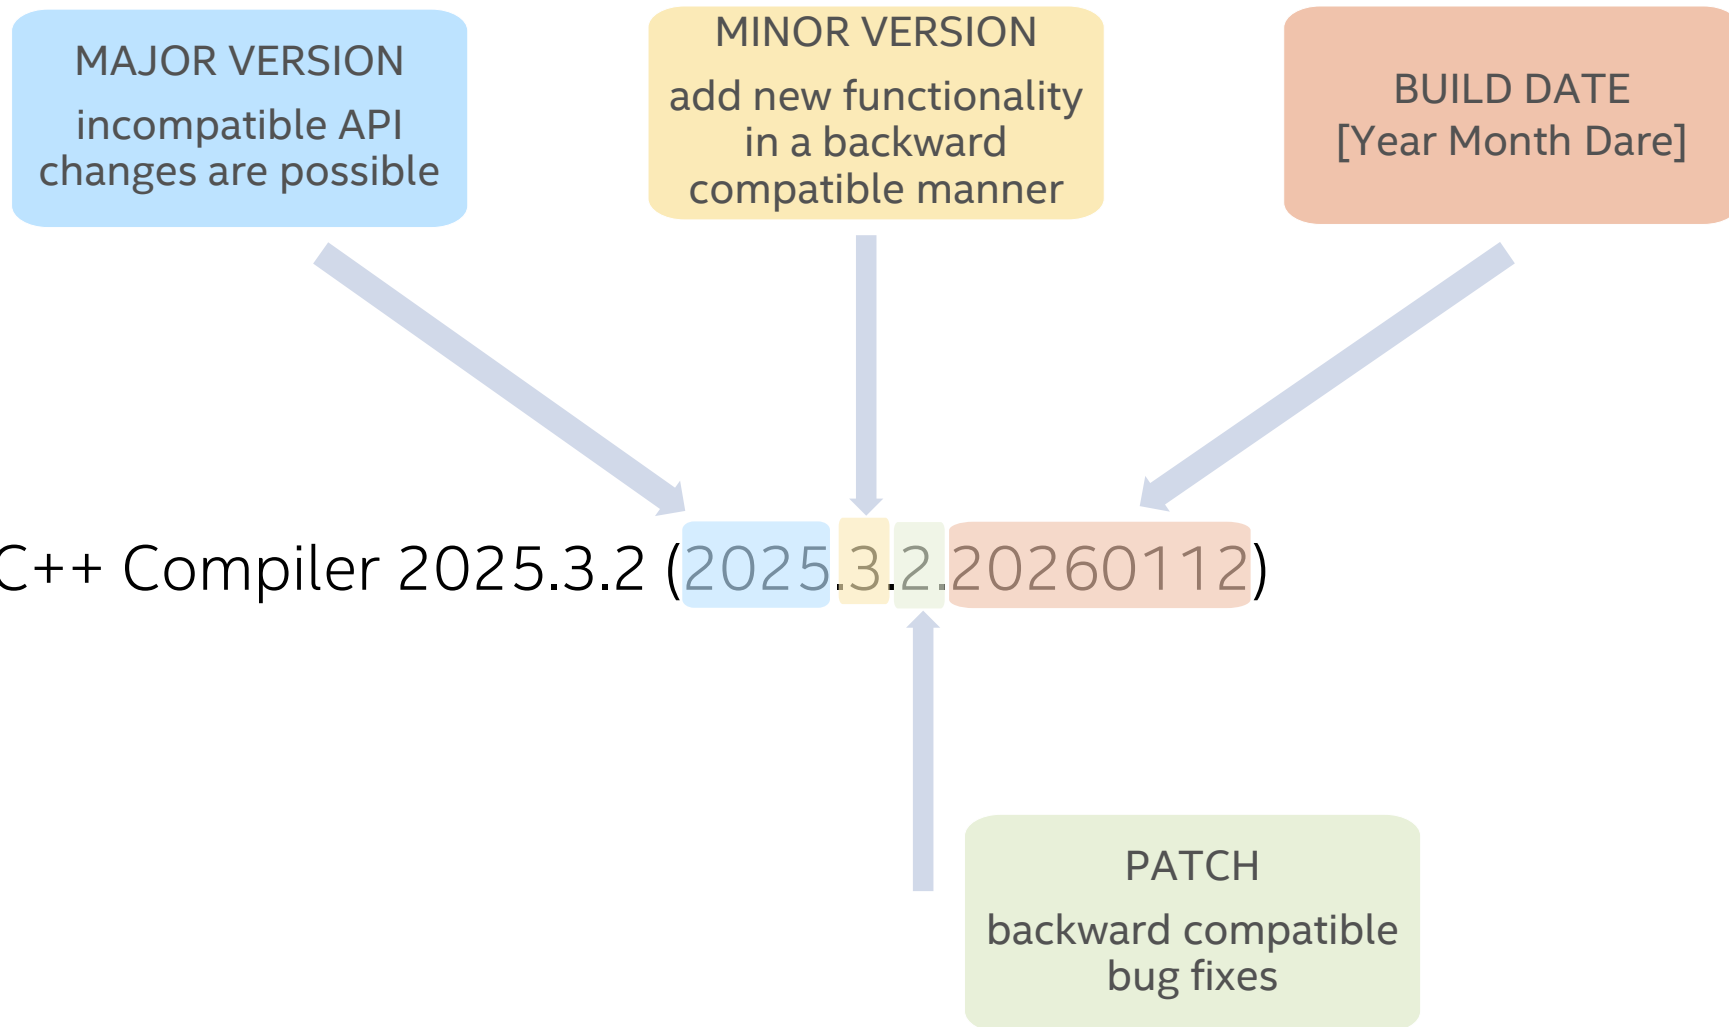 MAJOR VERSION
incompatible API
changes are possible
MINOR VERSION
add new functionality
in a backward
compatible manner
BUILD DATE
[Year Month Dare]
C++ Compiler 2025.3.2 (2025.3.2.20260112)
PATCH
backward compatible
bug fixes